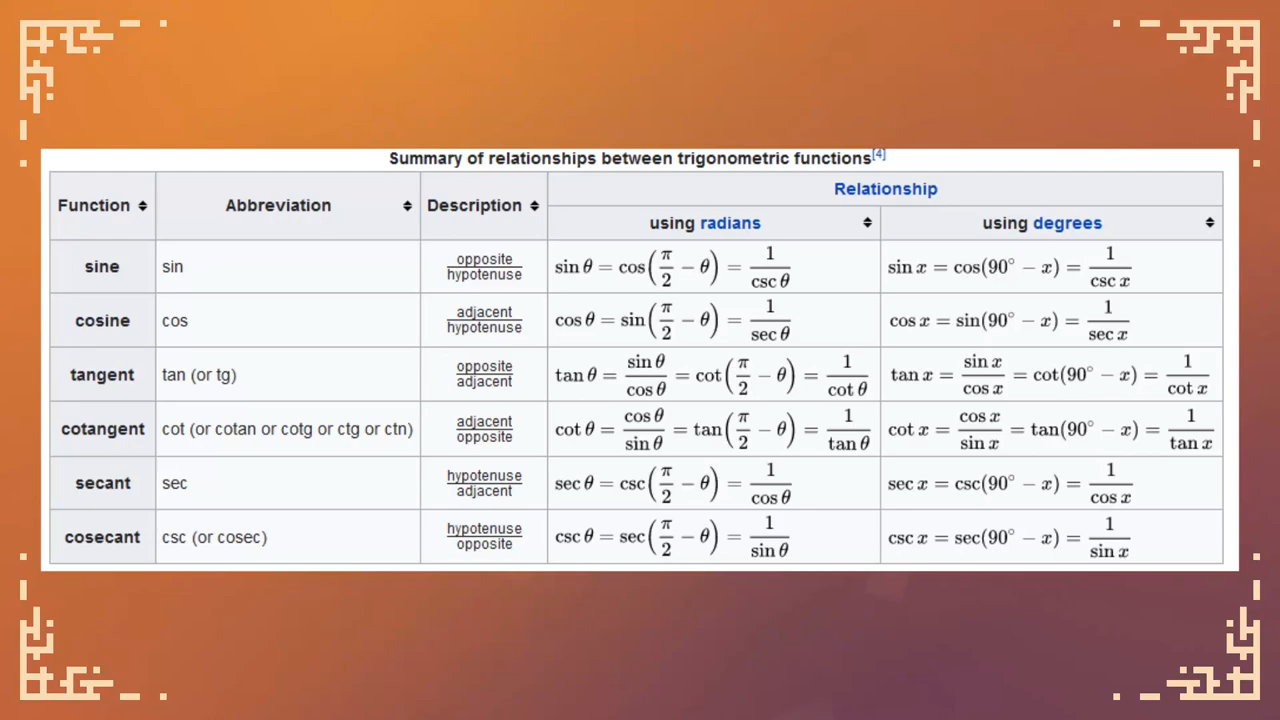 Summary of relationships between trigonometric functions[4]
Function Abbreviation Description Relationship
using radians using degrees
sine sin opposite/hypotenuse sin θ = cos(π/2 − θ) = 1/csc θ sin x = cos(90° − x) = 1/csc x
cosine cos adjacent/hypotenuse cos θ = sin(π/2 − θ) = 1/sec θ cos x = sin(90° − x) = 1/sec x
tangent tan (or tg) opposite/adjacent tan θ = sin θ/cos θ = cot(π/2 − θ) = 1/cot θ tan x = sin x/cos x = cot(90° − x) = 1/cot x
cotangent cot (or cotan or cotg or ctg or ctn) adjacent/opposite cot θ = cos θ/sin θ = tan(π/2 − θ) = 1/tan θ cot x = cos x/sin x = tan(90° − x) = 1/tan x
secant sec hypotenuse/adjacent sec θ = csc(π/2 − θ) = 1/cos θ sec x = csc(90° − x) = 1/cos x
cosecant csc (or cosec) hypotenuse/opposite csc θ = sec(π/2 − θ) = 1/sin θ csc x = sec(90° − x) = 1/sin x